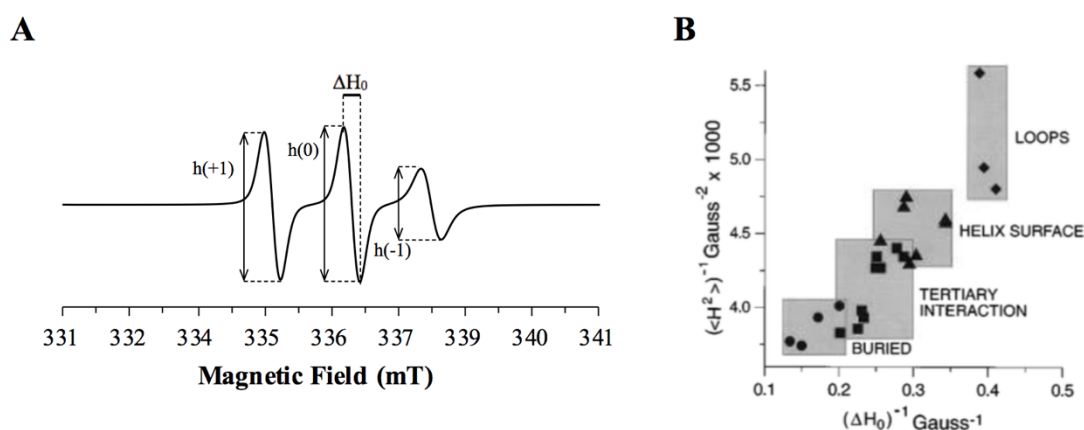 A
ΔH₀
h(+1)
h(0)
h(-1)
331 332 333 334 335 336 337 338 339 340 341
Magnetic Field (mT)
B
(<H²>)⁻¹ Gauss⁻² x 1000
5.5
5.0
4.5
4.0
LOOPS
HELIX SURFACE
TERTIARY
INTERACTION
BURIED
0.1 0.2 0.3 0.4 0.5
(ΔH₀)⁻¹ Gauss⁻¹